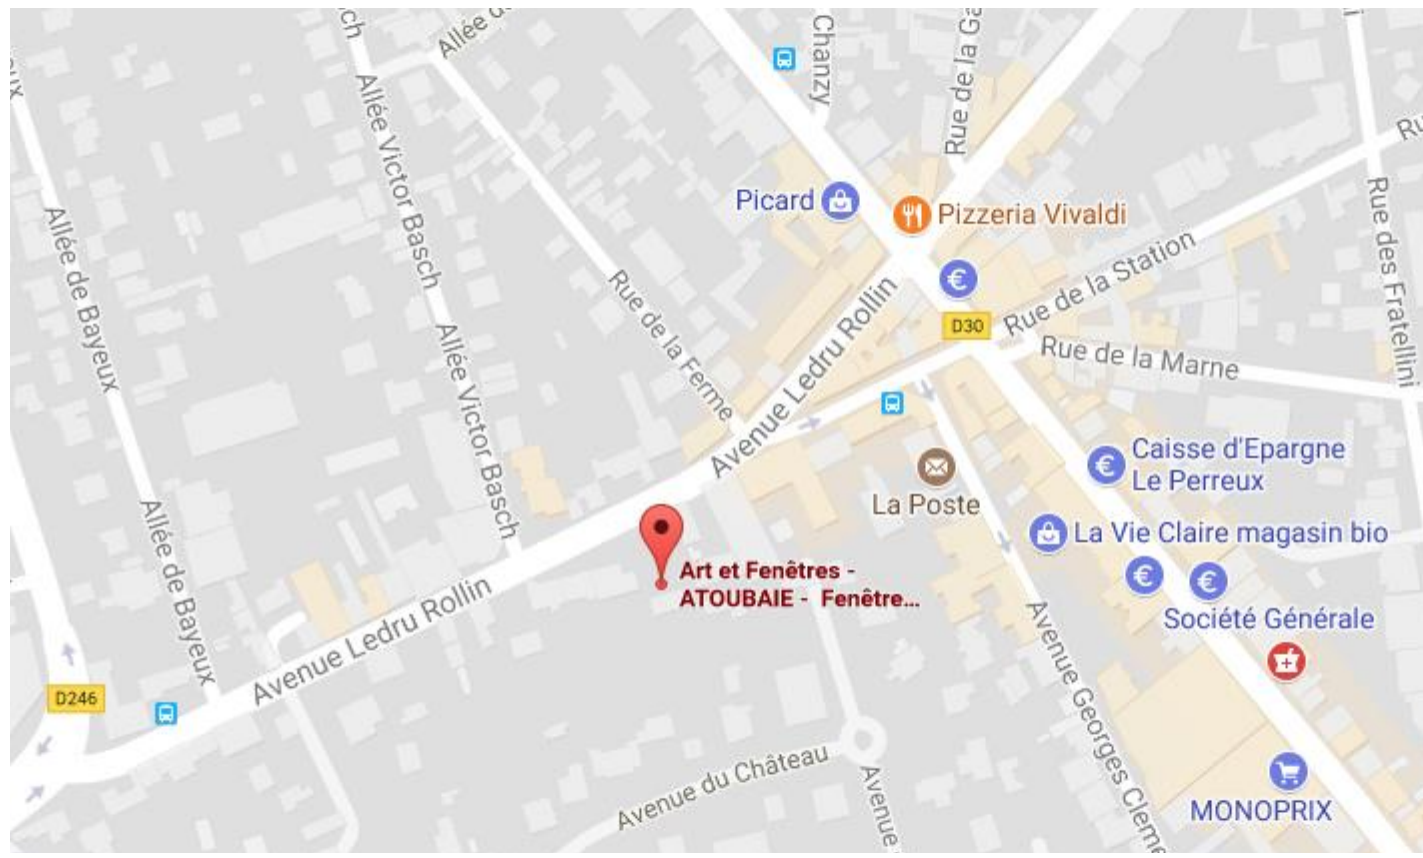 Allée
Chanzy
Rue de la
Allée Victor Basch
Picard
Pizzeria Vivaldi
Rue de la Station
Rue des Fratellini
Allée de Bayeux
Rue de la Ferme
Avenue Ledru Rollin
D30
Rue de la Marne
Allée Victor Basch
Caisse d'Epargne
Le Perreux
La Poste
La Vie Claire magasin bio
Allée de Bayeux
Art et Fenêtres -
ATOUBAIE - Fenêtre...
Société Générale
Avenue Ledru Rollin
D246
Avenue Georges Cleme
Avenue du Château
Avenue
MONOPRIX